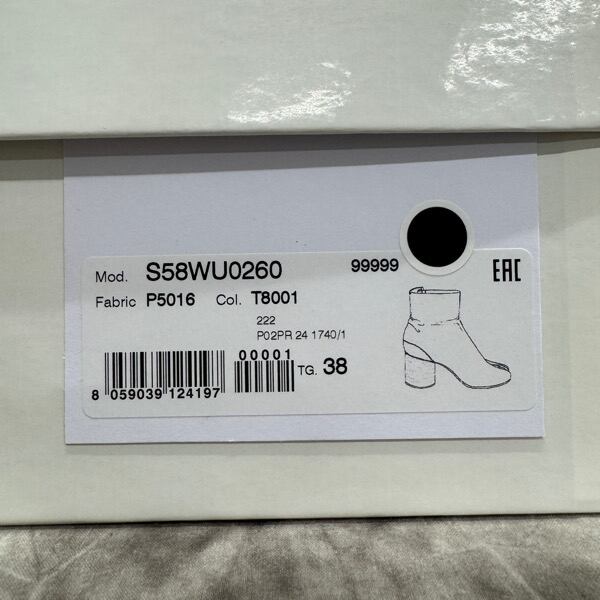 Mod. S58WU0260 99999
EAC
Fabric P5016 Col. T8001
222
P02PR 24 1740/1
00001
TG. 38
8 059039 124197